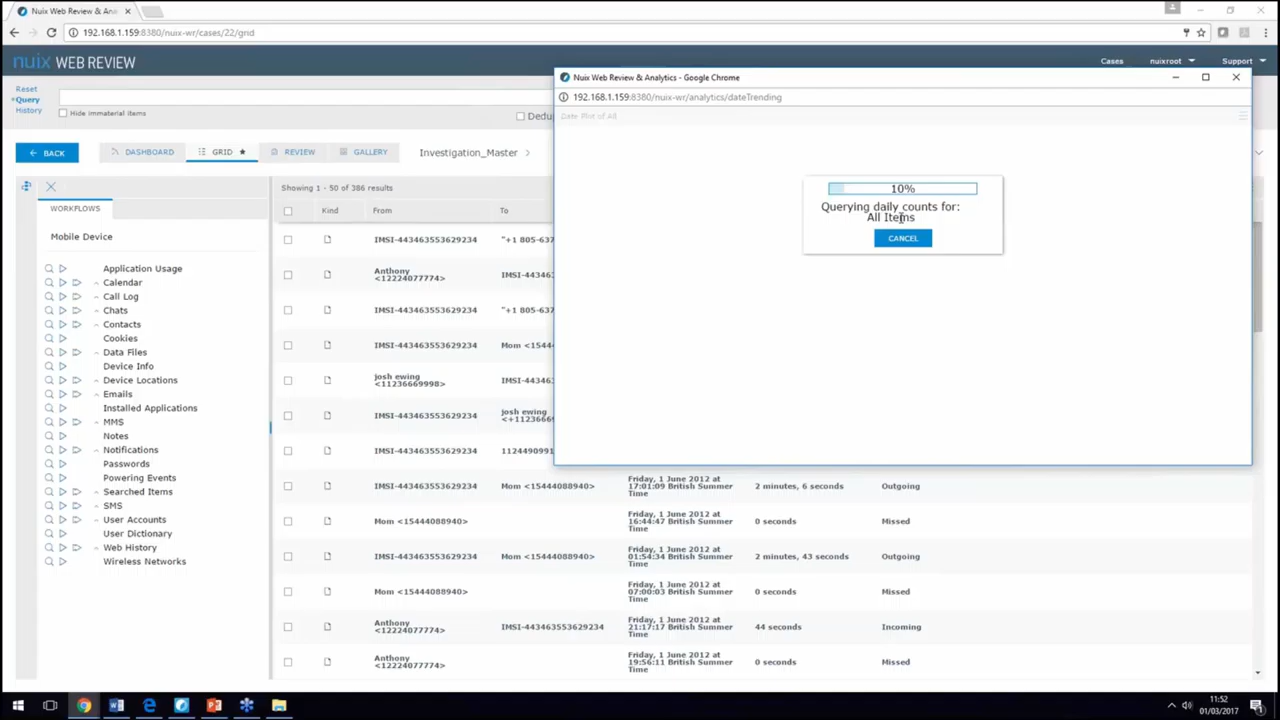 Nuix Web Review & Ana
192.168.1.159:8380/nuix-wr/cases/22/grid
nuix WEB REVIEW
Cases
nuixroot
Support
Reset
Query
History
Hide immaterial items
Dedu
BACK
DASHBOARD
GRID
REVIEW
GALLERY
Investigation_Master
WORKFLOWS
Mobile Device
Application Usage
Calendar
Call Log
Chats
Contacts
Cookies
Data Files
Device Info
Device Locations
Emails
Installed Applications
MMS
Notes
Notifications
Passwords
Powering Events
Searched Items
SMS
User Accounts
User Dictionary
Web History
Wireless Networks
Showing 1 - 50 of 386 results
Kind From To
IMSI-443463553629234 "+1 805-637
Anthony
<12224077774> IMSI-44346
IMSI-443463553629234 "+1 805-637
IMSI-443463553629234 Mom <1544
josh ewing
<11236669998> IMSI-44346
IMSI-443463553629234 josh ewing
<+1123666
IMSI-443463553629234 1124490991
IMSI-443463553629234 Mom <15444088940> Friday, 1 June 2012 at
17:01:09 British Summer
Time 2 minutes, 6 seconds Outgoing
Mom <15444088940> Friday, 1 June 2012 at
16:44:47 British Summer
Time 0 seconds Missed
IMSI-443463553629234 Mom <15444088940> Friday, 1 June 2012 at
01:54:34 British Summer
Time 2 minutes, 43 seconds Outgoing
Mom <15444088940> Friday, 1 June 2012 at
07:00:03 British Summer
Time 0 seconds Missed
Anthony
<12224077774> IMSI-443463553629234 Friday, 1 June 2012 at
21:17:17 British Summer
Time 44 seconds Incoming
Anthony
<12224077774> Friday, 1 June 2012 at
19:56:11 British Summer
Time 0 seconds Missed
Nuix Web Review & Analytics - Google Chrome
192.168.1.159:8380/nuix-wr/analytics/dateTrending
Date Plot of All
10%
Querying daily counts for:
All Items
CANCEL
11:52
01/03/2017